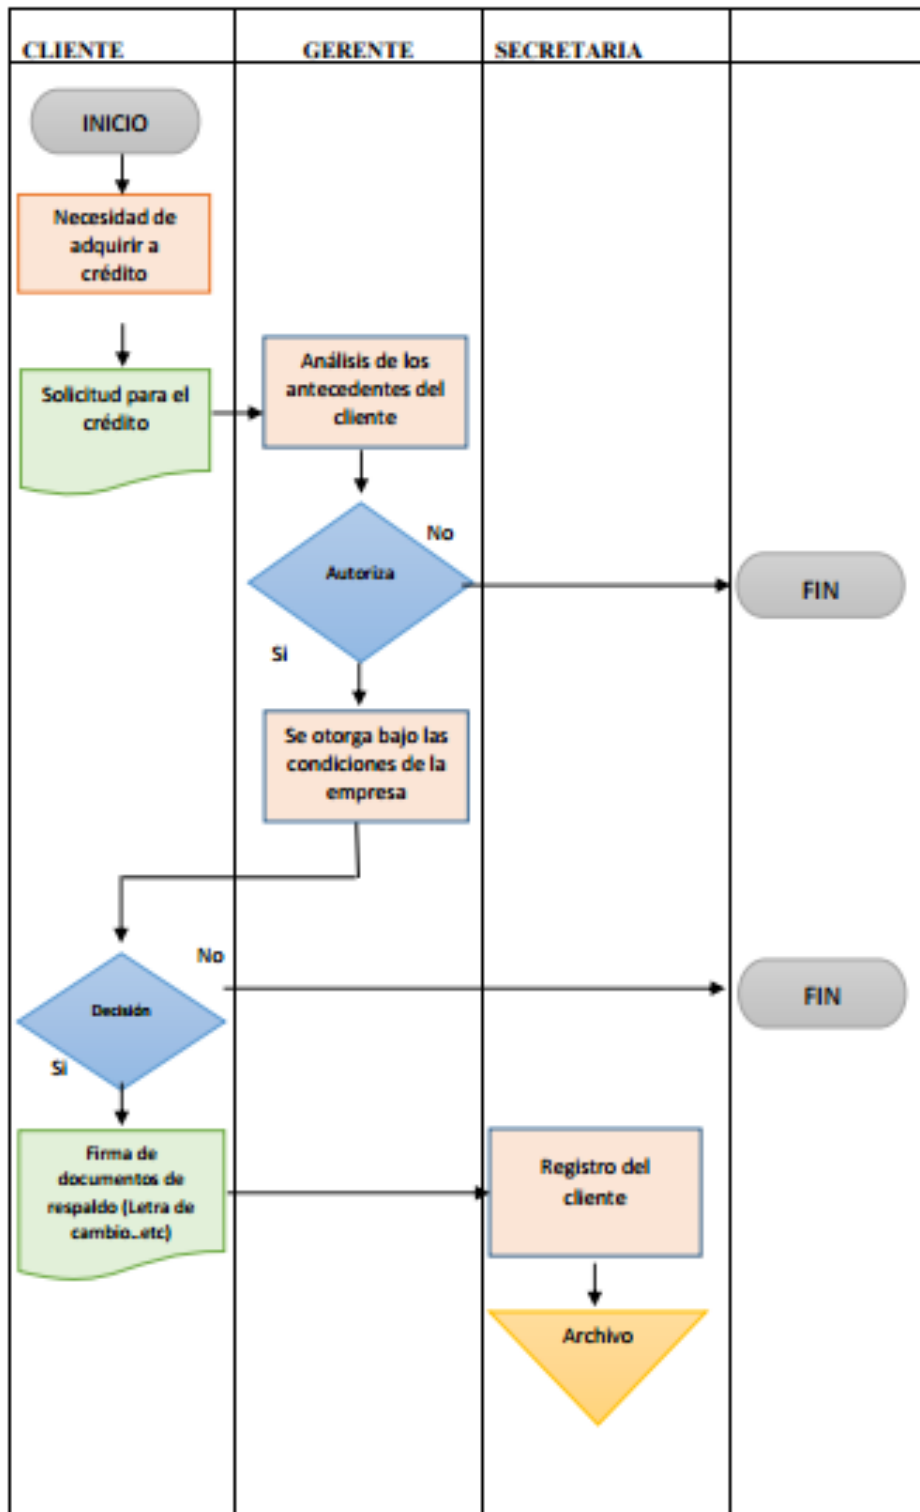 CLIENTE
GERENTE
SECRETARIA
INICIO
Necesidad de
adquirir a
crédito
Solicitud para el
crédito
Análisis de los
antecedentes del
cliente
No
Autoriza
FIN
Si
Se otorga bajo las
condiciones de la
empresa
No
Decisión
FIN
Si
Firma de
documentos de
respaldo (Letra de
cambio...etc)
Registro del
cliente
Archivo